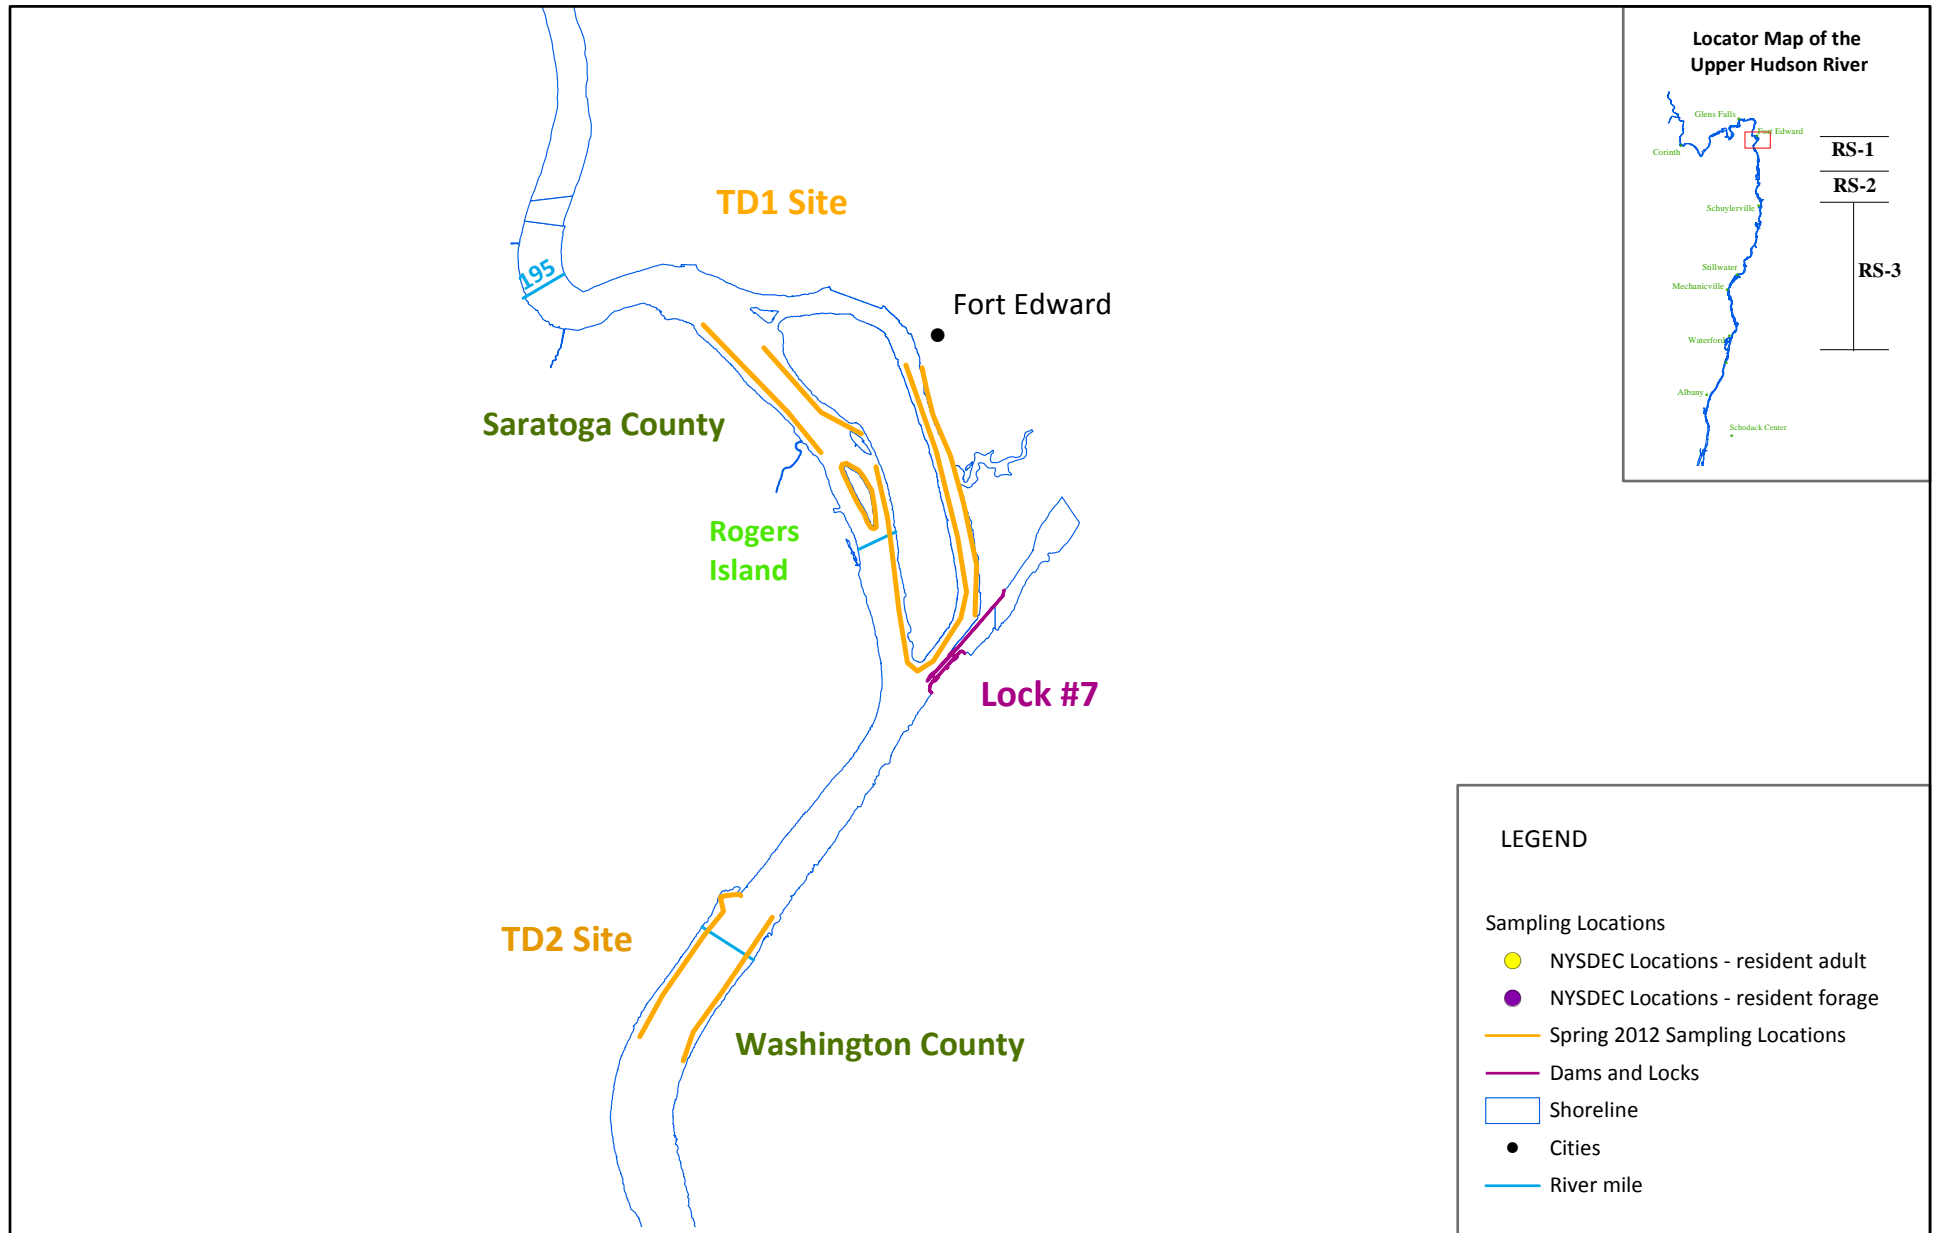 Locator Map of the
Upper Hudson River
Glens Falls
Fort Edward
Corinth
RS-1
RS-2
Schuylerville
RS-3
Stillwater
Mechanicville
Waterford
Albany
Schodack Center
TD1 Site
195
Fort Edward
Saratoga County
Rogers
Island
Lock #7
TD2 Site
Washington County
LEGEND
Sampling Locations
NYSDEC Locations - resident adult
NYSDEC Locations - resident forage
Spring 2012 Sampling Locations
Dams and Locks
Shoreline
Cities
River mile